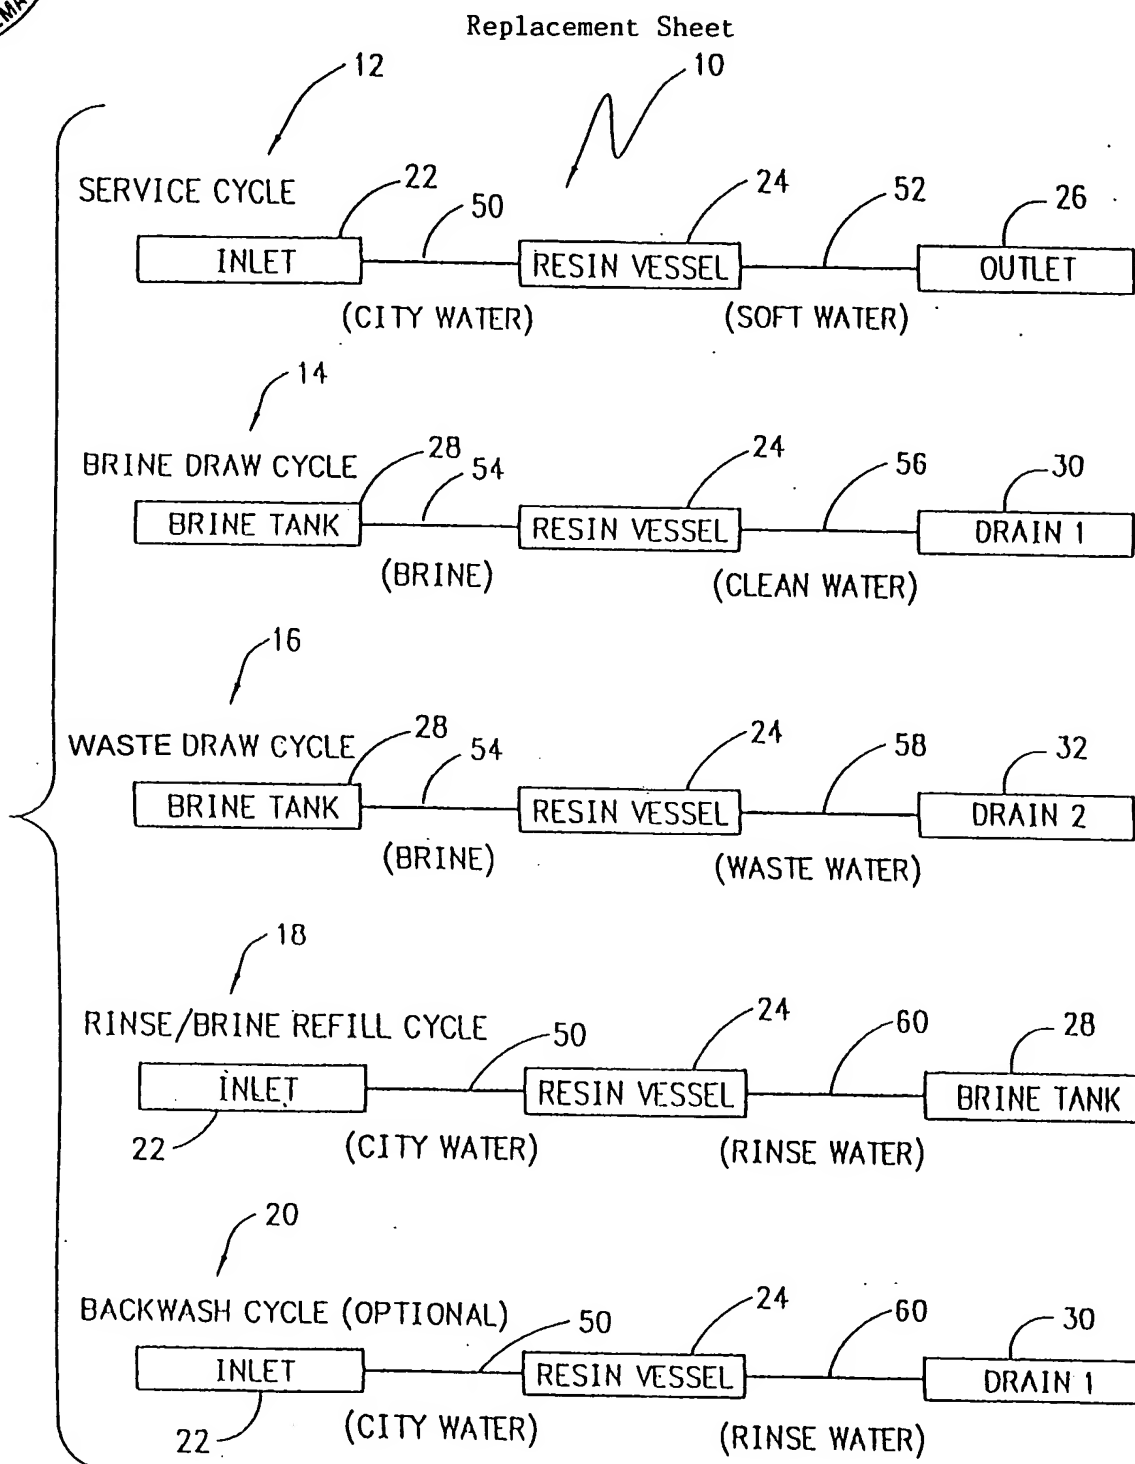 Replacement Sheet
12
10
SERVICE CYCLE
22
50
24
52
26
INLET
RESIN VESSEL
OUTLET
(CITY WATER)
(SOFT WATER)
14
BRINE DRAW CYCLE
28
54
24
56
30
BRINE TANK
RESIN VESSEL
DRAIN 1
(BRINE)
(CLEAN WATER)
16
WASTE DRAW CYCLE
28
54
24
58
32
BRINE TANK
RESIN VESSEL
DRAIN 2
(BRINE)
(WASTE WATER)
18
RINSE/BRINE REFILL CYCLE
50
24
60
28
INLET
RESIN VESSEL
BRINE TANK
22
(CITY WATER)
(RINSE WATER)
20
BACKWASH CYCLE (OPTIONAL)
50
24
60
30
INLET
RESIN VESSEL
DRAIN 1
22
(CITY WATER)
(RINSE WATER)